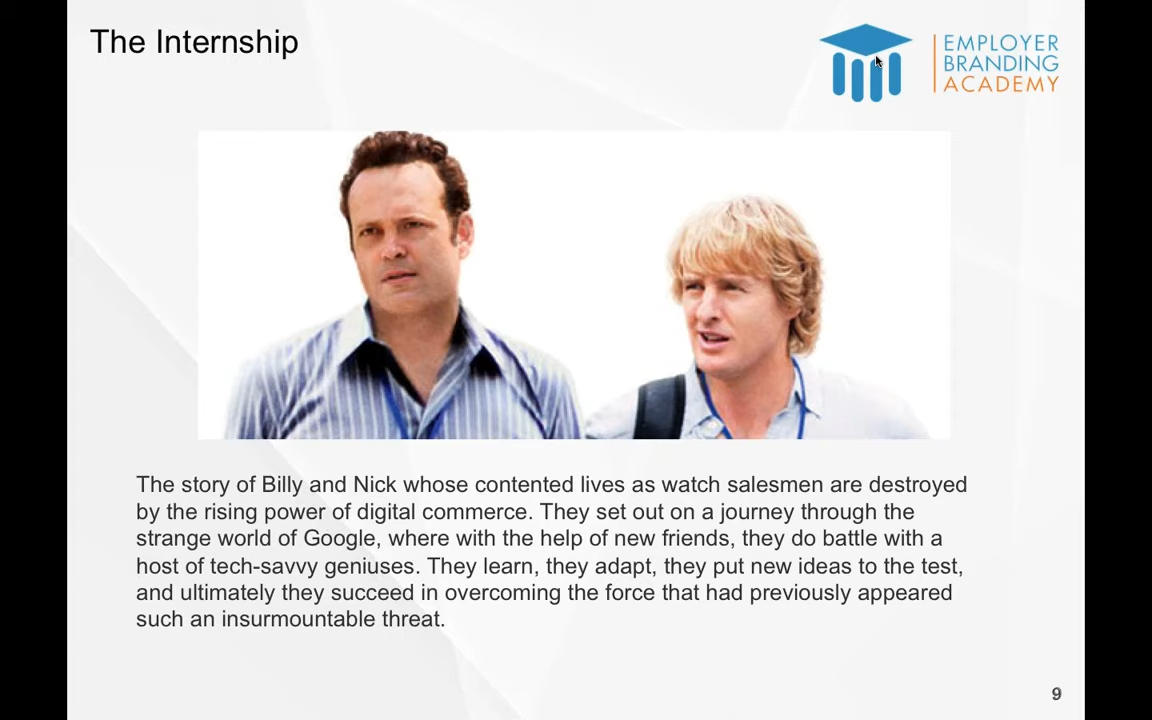 The Internship
EMPLOYER
BRANDING
ACADEMY
The story of Billy and Nick whose contented lives as watch salesmen are destroyed
by the rising power of digital commerce. They set out on a journey through the
strange world of Google, where with the help of new friends, they do battle with a
host of tech-savvy geniuses. They learn, they adapt, they put new ideas to the test,
and ultimately they succeed in overcoming the force that had previously appeared
such an insurmountable threat.
9